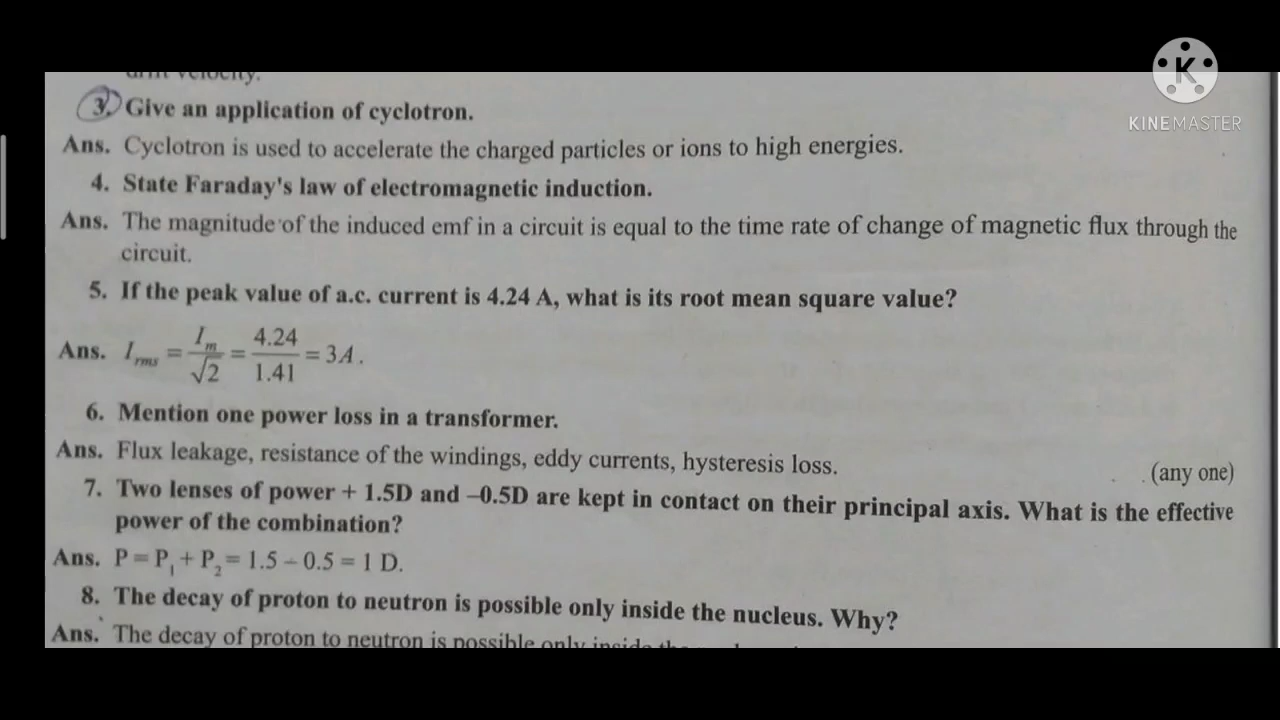 drift velocity.
3. Give an application of cyclotron.
Ans. Cyclotron is used to accelerate the charged particles or ions to high energies.
4. State Faraday's law of electromagnetic induction.
Ans. The magnitude of the induced emf in a circuit is equal to the time rate of change of magnetic flux through the
circuit.
5. If the peak value of a.c. current is 4.24 A, what is its root mean square value?
Ans. I_rms = I_m/√2 = 4.24/1.41 = 3A.
6. Mention one power loss in a transformer.
Ans. Flux leakage, resistance of the windings, eddy currents, hysteresis loss. (any one)
7. Two lenses of power + 1.5D and –0.5D are kept in contact on their principal axis. What is the effective
power of the combination?
Ans. P = P₁ + P₂ = 1.5 – 0.5 = 1 D.
8. The decay of proton to neutron is possible only inside the nucleus. Why?
Ans. The decay of proton to neutron is possible only inside the
K
KINEMASTER